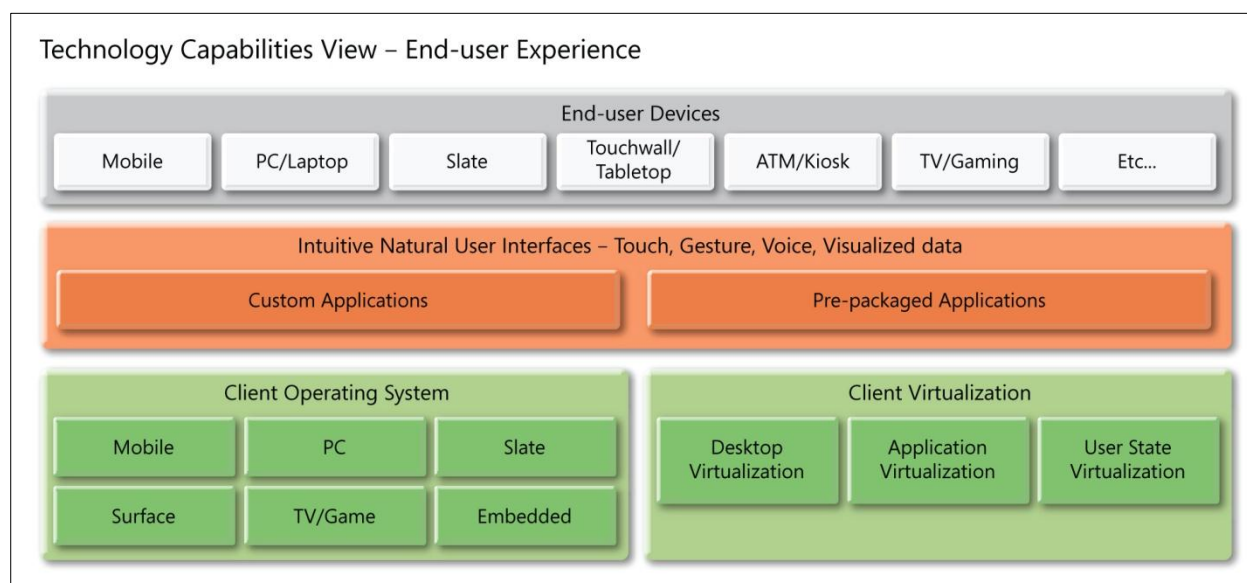 Technology Capabilities View – End-user Experience
End-user Devices
Mobile
PC/Laptop
Slate
Touchwall/
Tabletop
ATM/Kiosk
TV/Gaming
Etc...
Intuitive Natural User Interfaces – Touch, Gesture, Voice, Visualized data
Custom Applications
Pre-packaged Applications
Client Operating System
Mobile
PC
Slate
Surface
TV/Game
Embedded
Client Virtualization
Desktop
Virtualization
Application
Virtualization
User State
Virtualization